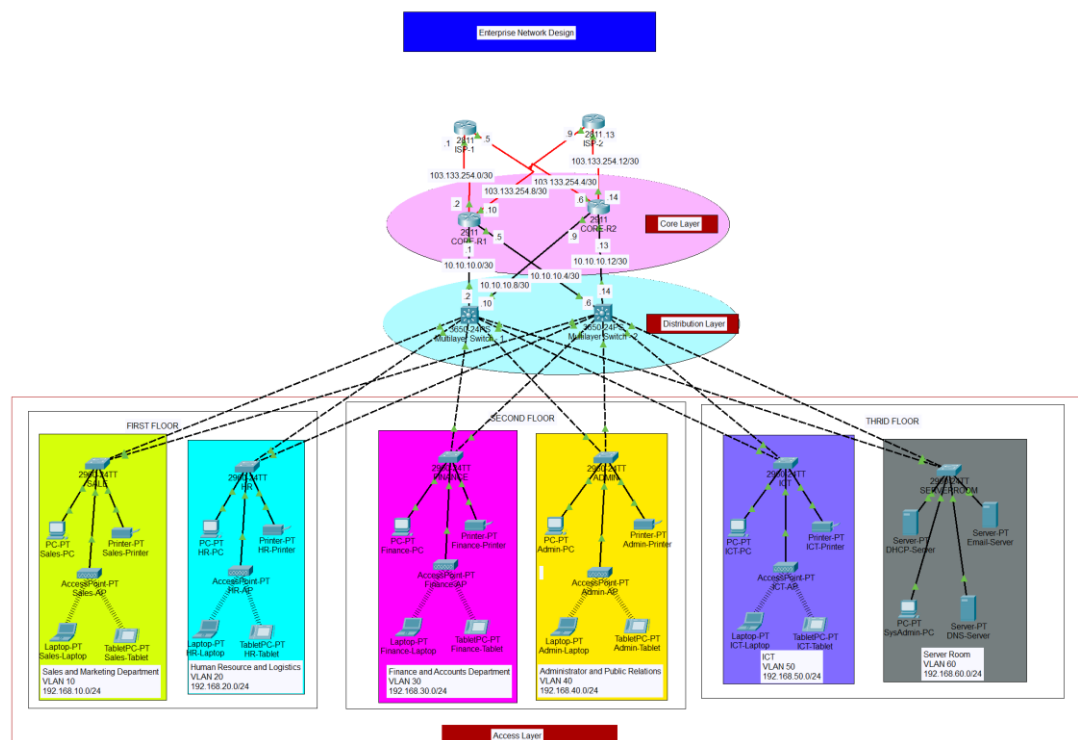 Enterprise Network Design
2811
ISP-1
2811
ISP-2
.1
.5
.9
.13
103.133.254.12/30
103.133.254.0/30
103.133.254.4/30
103.133.254.8/30
.2
.10
.6
.14
2911
CORE-R1
2911
CORE-R2
Core Layer
.1
.5
.9
.13
10.10.10.0/30
10.10.10.12/30
10.10.10.4/30
10.10.10.8/30
.2
.10
.6
.14
3650-24PS
Multilayer Switch - 1
3650-24PS
Multilayer Switch -2
Distribution Layer
FIRST FLOOR
2960-24TT
SALE
PC-PT
Sales-PC
Printer-PT
Sales-Printer
AccessPoint-PT
Sales-AP
Laptop-PT
Sales-Laptop
TabletPC-PT
Sales-Tablet
Sales and Marketing Department
VLAN 10
192.168.10.0/24
2960-24TT
HR
PC-PT
HR-PC
Printer-PT
HR-Printer
AccessPoint-PT
HR-AP
Laptop-PT
HR-Laptop
TabletPC-PT
HR-Tablet
Human Resource and Logistics
VLAN 20
192.168.20.0/24
SECOND FLOOR
2960-24TT
FINANCE
PC-PT
Finance-PC
Printer-PT
Finance-Printer
AccessPoint-PT
Finance-AP
Laptop-PT
Finance-Laptop
TabletPC-PT
Finance-Tablet
Finance and Accounts Department
VLAN 30
192.168.30.0/24
2960-24TT
ADMIN
PC-PT
Admin-PC
Printer-PT
Admin-Printer
AccessPoint-PT
Admin-AP
Laptop-PT
Admin-Laptop
TabletPC-PT
Admin-Tablet
Administrator and Public Relations
VLAN 40
192.168.40.0/24
THRID FLOOR
2960-24TT
ICT
PC-PT
ICT-PC
Printer-PT
ICT-Printer
AccessPoint-PT
ICT-AP
Laptop-PT
ICT-Laptop
TabletPC-PT
ICT-Tablet
ICT
VLAN 50
192.168.50.0/24
2960-24TT
SERVERROOM
Server-PT
DHCP-Server
Server-PT
Email-Server
PC-PT
SysAdmin-PC
Server-PT
DNS-Server
Server Room
VLAN 60
192.168.60.0/24
Access Layer